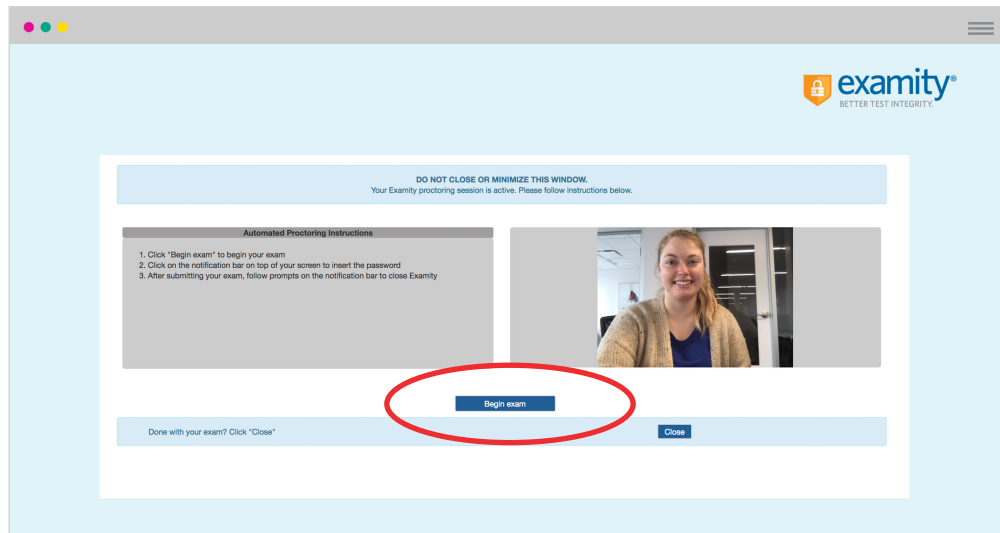 examity®
BETTER TEST INTEGRITY.
DO NOT CLOSE OR MINIMIZE THIS WINDOW.
Your Examity proctoring session is active. Please follow instructions below.
Automated Proctoring Instructions
1. Click "Begin exam" to begin your exam
2. Click on the notification bar on top of your screen to insert the password
3. After submitting your exam, follow prompts on the notification bar to close Examity
Begin exam
Done with your exam? Click "Close"
Close